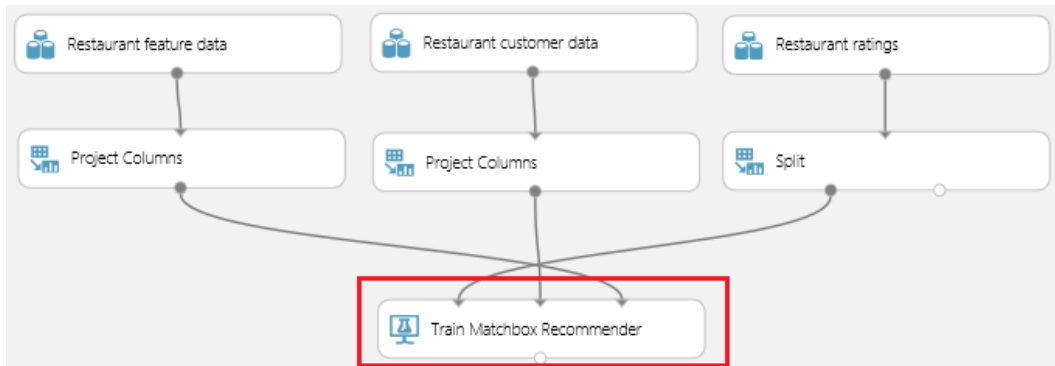 Restaurant feature data
Restaurant customer data
Restaurant ratings
Project Columns
Project Columns
Split
Train Matchbox Recommender